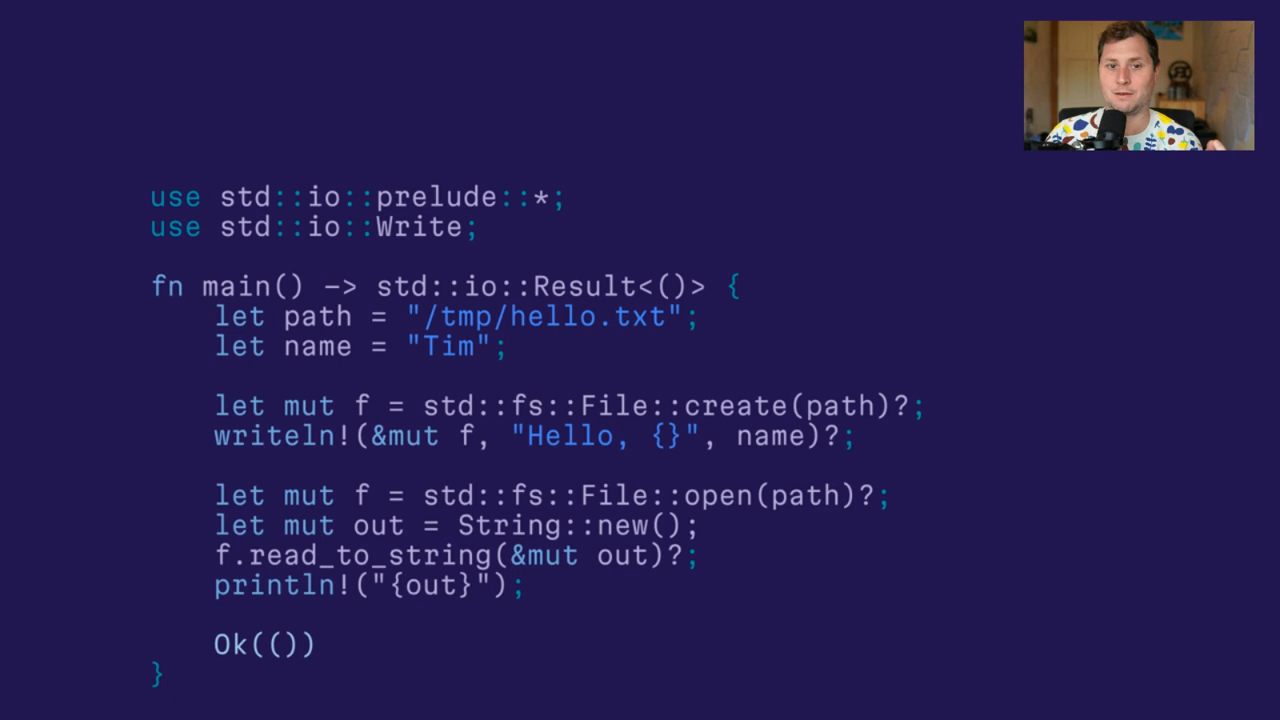 use std::io::prelude::*;
use std::io::Write;
fn main() -> std::io::Result<()> {
let path = "/tmp/hello.txt";
let name = "Tim";
let mut f = std::fs::File::create(path)?;
writeln!(&mut f, "Hello, {}", name)?;
let mut f = std::fs::File::open(path)?;
let mut out = String::new();
f.read_to_string(&mut out)?;
println!("{out}");
Ok(())
}